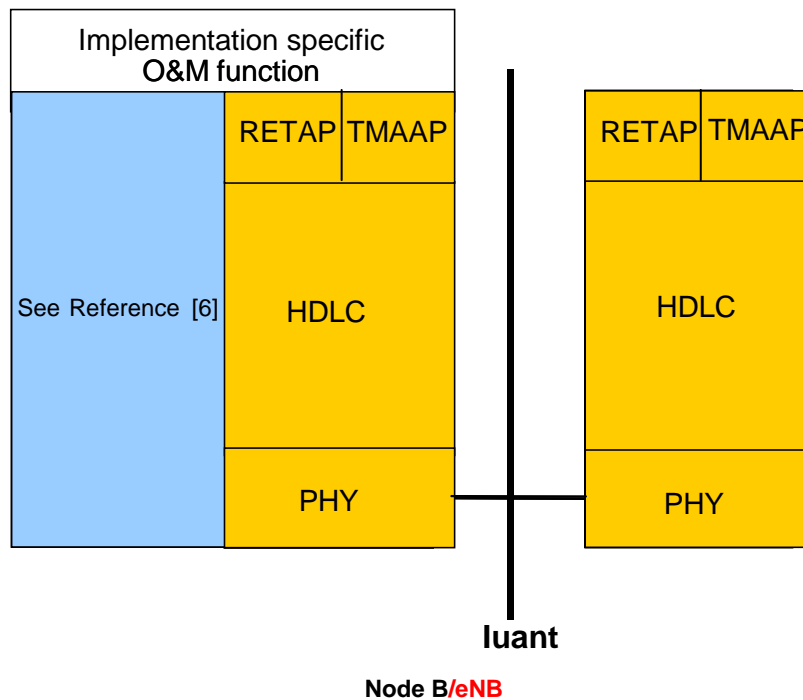 Implementation specific
O&M function
RETAP TMAAP
RETAP TMAAP
See Reference [6]
HDLC
HDLC
PHY
PHY
Iuant
Node B/eNB